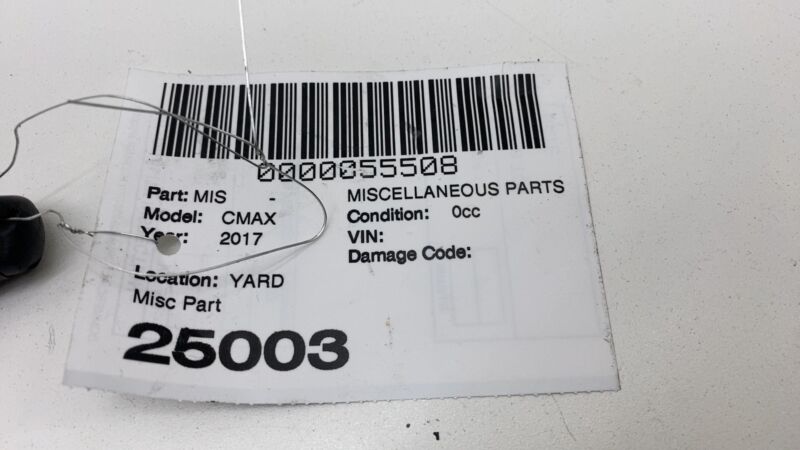 0000055508
Part: MIS - MISCELLANEOUS PARTS
Model: CMAX Condition: 0cc
Year: 2017 VIN:
Damage Code:
Location: YARD
Misc Part
25003